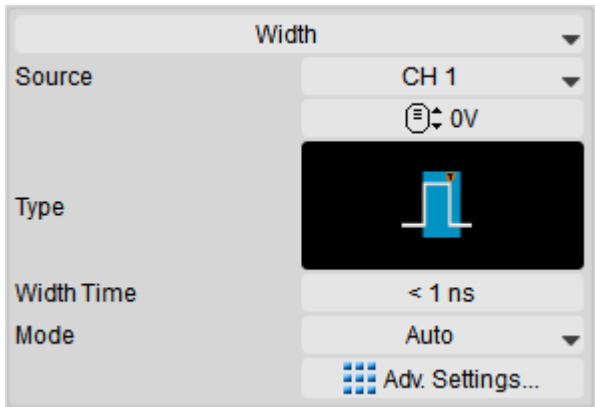 Width
Source CH 1
0V
Type
T
Width Time < 1 ns
Mode Auto
Adv. Settings...